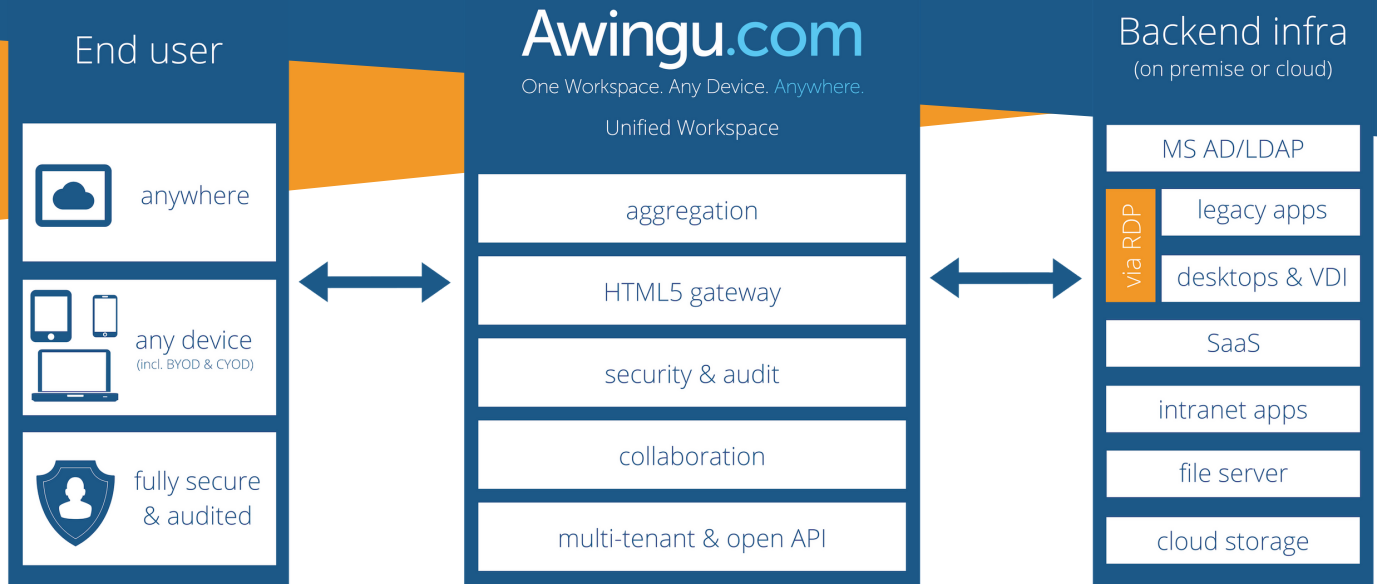 End user
anywhere
any device
(incl. BYOD & CYOD)
fully secure
& audited
Awingu.com
One Workspace. Any Device. Anywhere.
Unified Workspace
aggregation
HTML5 gateway
security & audit
collaboration
multi-tenant & open API
Backend infra
(on premise or cloud)
MS AD/LDAP
via RDP
legacy apps
desktops & VDI
SaaS
intranet apps
file server
cloud storage